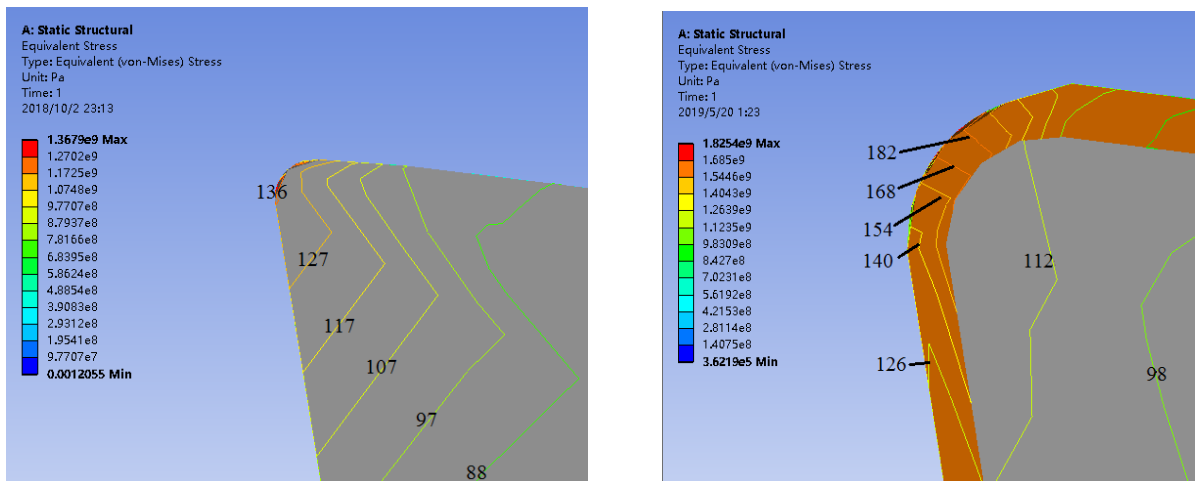 A: Static Structural
Equivalent Stress
Type: Equivalent (von-Mises) Stress
Unit: Pa
Time: 1
2018/10/2 23:13
1.3679e9 Max
1.2702e9
1.1725e9
1.0748e9
9.7707e8
8.7937e8
7.8166e8
6.8395e8
5.8624e8
4.8854e8
3.9083e8
2.9312e8
1.9541e8
9.7707e7
0.0012055 Min
136
127
117
107
97
88
A: Static Structural
Equivalent Stress
Type: Equivalent (von-Mises) Stress
Unit: Pa
Time: 1
2019/5/20 1:23
1.8254e9 Max
1.685e9
1.5446e9
1.4043e9
1.2639e9
1.1235e9
9.8309e8
8.427e8
7.0231e8
5.6192e8
4.2153e8
2.8114e8
1.4075e8
3.6219e5 Min
182
168
154
140
112
126
98